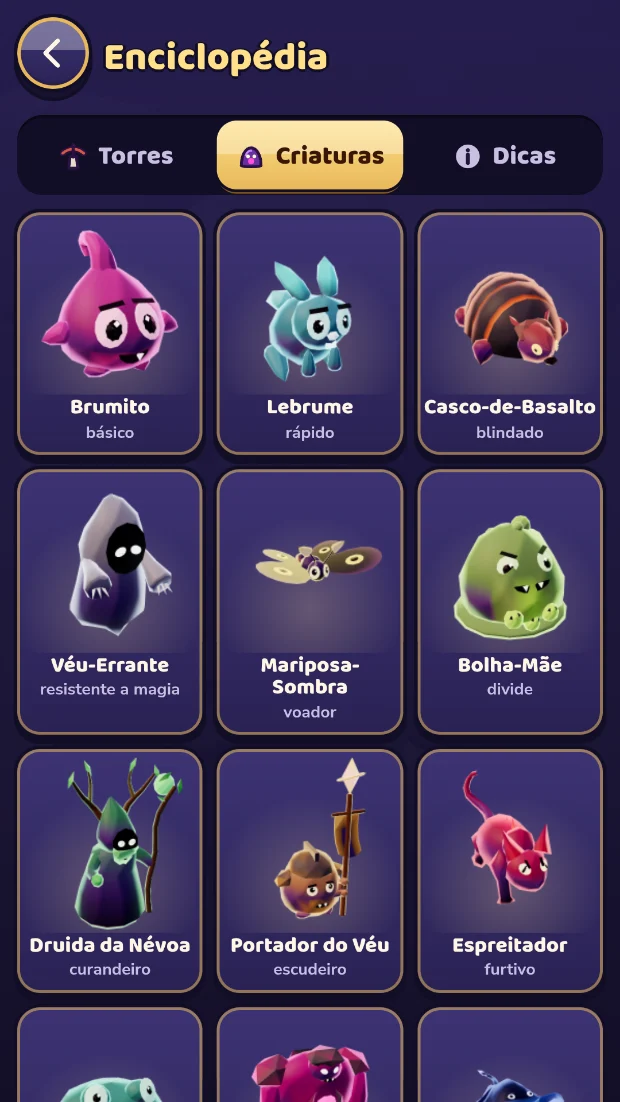 Enciclopédia
Torres
Criaturas
Dicas
Brumito
básico
Lebrume
rápido
Casco-de-Basalto
blindado
Véu-Errante
resistente a magia
Mariposa-
Sombra
voador
Bolha-Mãe
divide
Druida da Névoa
curandeiro
Portador do Véu
escudeiro
Espreitador
furtivo